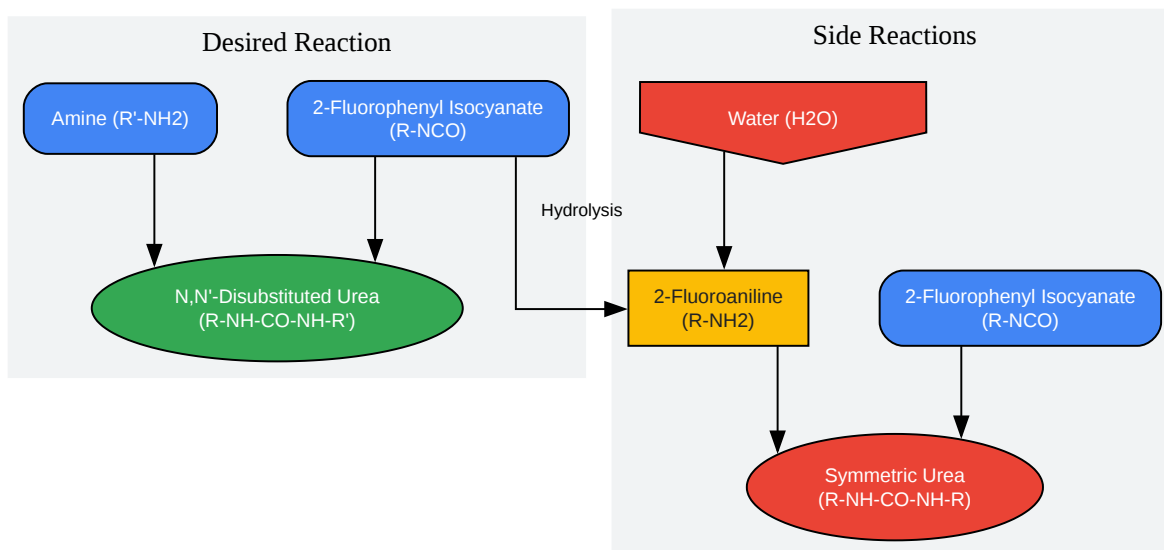 Desired Reaction
Amine (R'-NH2)
2-Fluorophenyl Isocyanate
(R-NCO)
N,N'-Disubstituted Urea
(R-NH-CO-NH-R')
Hydrolysis
Side Reactions
Water (H2O)
2-Fluoroaniline
(R-NH2)
2-Fluorophenyl Isocyanate
(R-NCO)
Symmetric Urea
(R-NH-CO-NH-R)